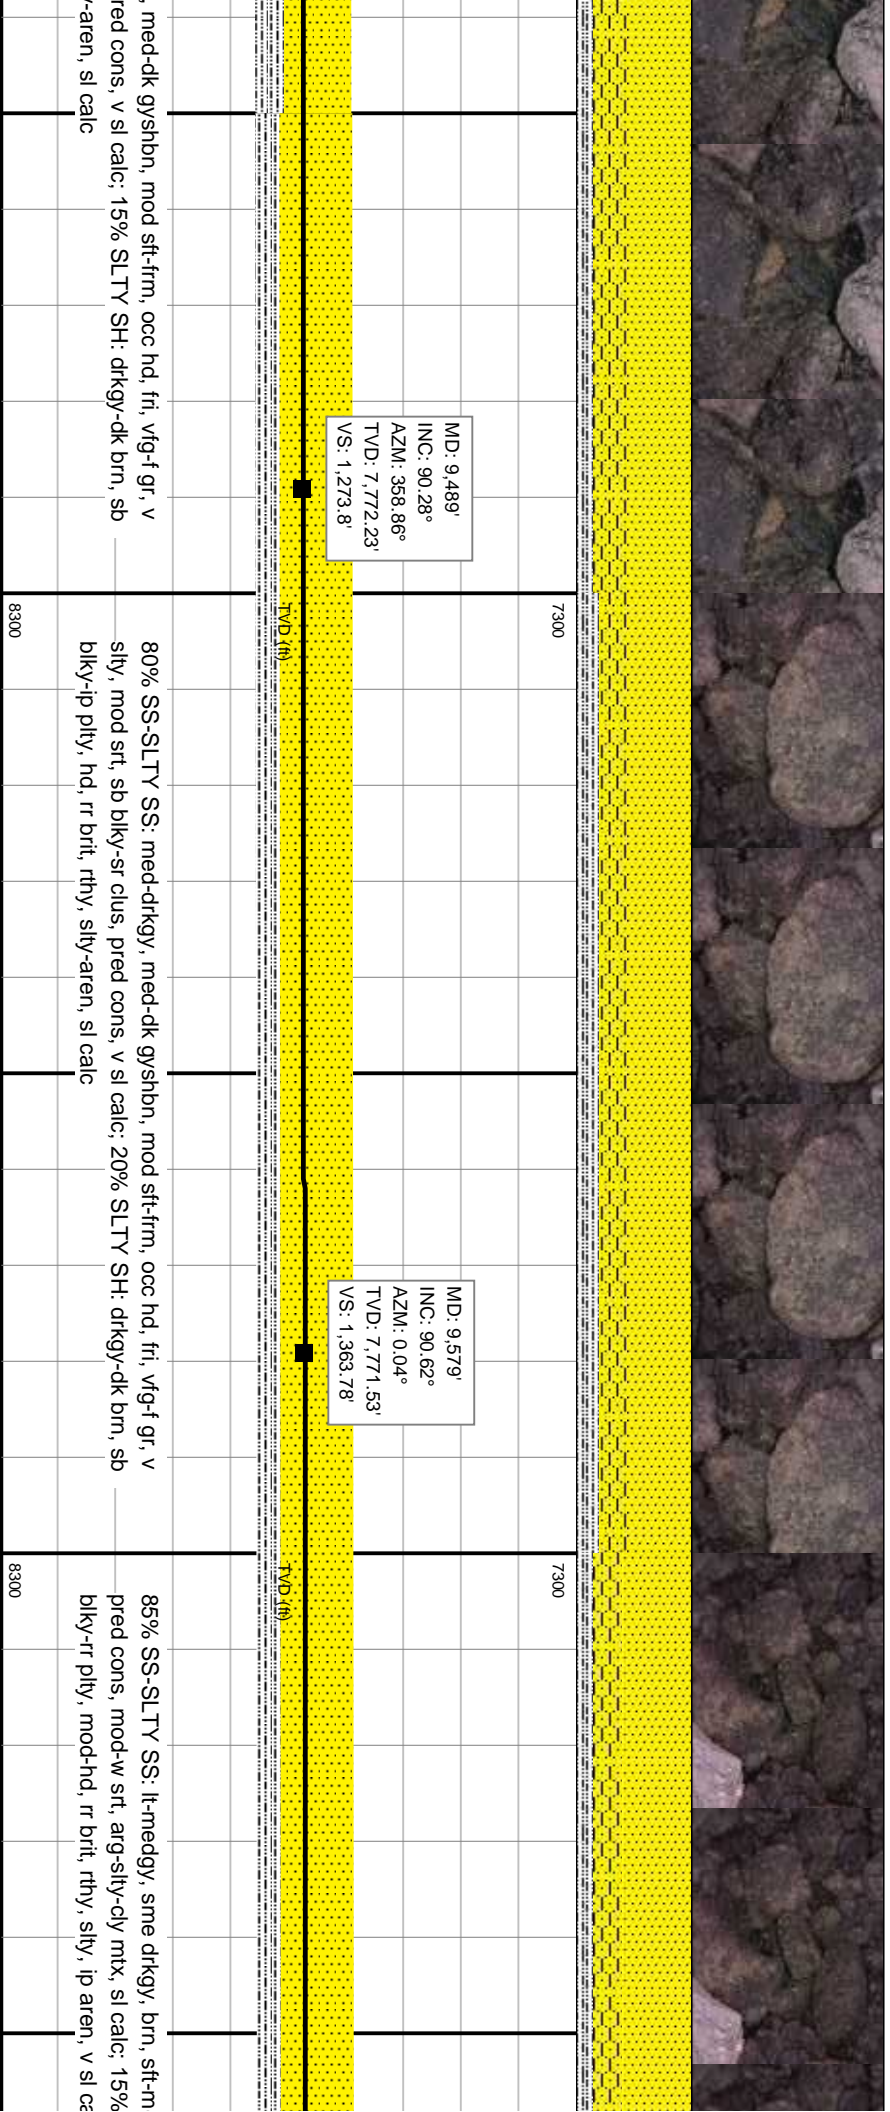 , med-dk gyshbn, mod sft-frm, occ hd, fri, vfg-f gr, v
red cons, v sl calc; 15% SLTY SH: drkgy-dk brn, sb
y-aren, sl calc
MD: 9,489'
INC: 90.28°
AZM: 358.86°
TVD: 7,772.23'
VS: 1,273.8'
7300
TVD (ft)
8300
80% SS-SLTY SS: med-drkgy, med-dk gyshbn, mod sft-frm, occ hd, fri, vfg-f gr, v
slty, mod srt, sb blky-sr clus, pred cons, v sl calc; 20% SLTY SH: drkgy-dk brn, sb
blky-ip plty, hd, rr brit, rthy, slty-aren, sl calc
MD: 9,579'
INC: 90.62°
AZM: 0.04°
TVD: 7,771.53'
VS: 1,363.78'
7300
TVD (ft)
8300
85% SS-SLTY SS: lt-medgy, sme drkgy, brn, sft-m
pred cons, mod-w srt, arg-slty-cly mtx, sl calc; 15%
blky-rr plty, mod-hd, rr brit, rthy, slty, ip aren, v sl ca